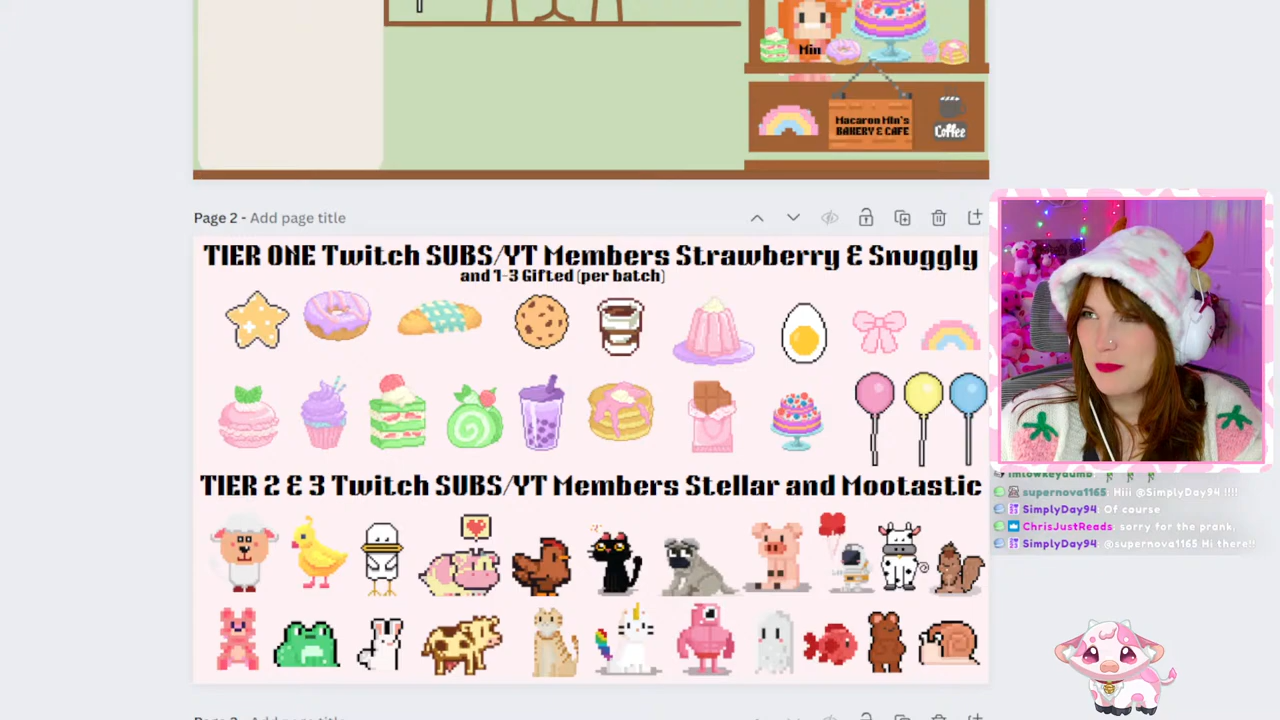 Min
Macaron Min's
BAKERY & CAFE
Coffee
Page 2 - Add page title
TIER ONE Twitch SUBS/YT Members Strawberry & Snuggly
and 1-3 Gifted (per batch)
TIER 2 & 3 Twitch SUBS/YT Members Stellar and Mootastic
imlowkeydumb
supernova1165 Hiii @SimplyDay94 !!!!
SimplyDay94 Of course
ChrisJustReads sorry for the prank.
SimplyDay94 @supernova1165 Hi there!!